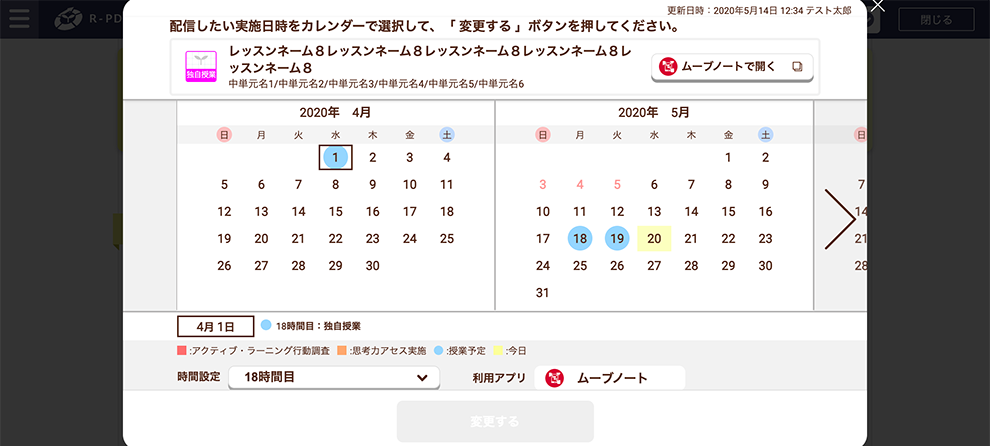 更新日時：2020年5月14日 12:34 テスト太郎
R-PD
閉じる
配信したい実施日時をカレンダーで選択して、「 変更する 」ボタンを押してください。
独自授業
レッスンネーム８レッスンネーム８レッスンネーム８レッスンネーム８レ
ッスンネーム８
中単元名1/中単元名2/中単元名3/中単元名4/中単元名5/中単元名6
ムーブノートで開く
2020年 4月
日 月 火 水 木 金 土
1 2 3 4
5 6 7 8 9 10 11
12 13 14 15 16 17 18
19 20 21 22 23 24 25
26 27 28 29 30
2020年 5月
日 月 火 水 木 金 土
1 2
3 4 5 6 7 8 9
10 11 12 13 14 15 16
17 18 19 20 21 22 23
24 25 26 27 28 29 30
31
日
7
14
21
28
4月 1日
18時間目：独自授業
:アクティブ・ラーニング行動調査 :思考力アセス実施 :授業予定 :今日
時間設定 18時間目 利用アプリ ムーブノート
変更する